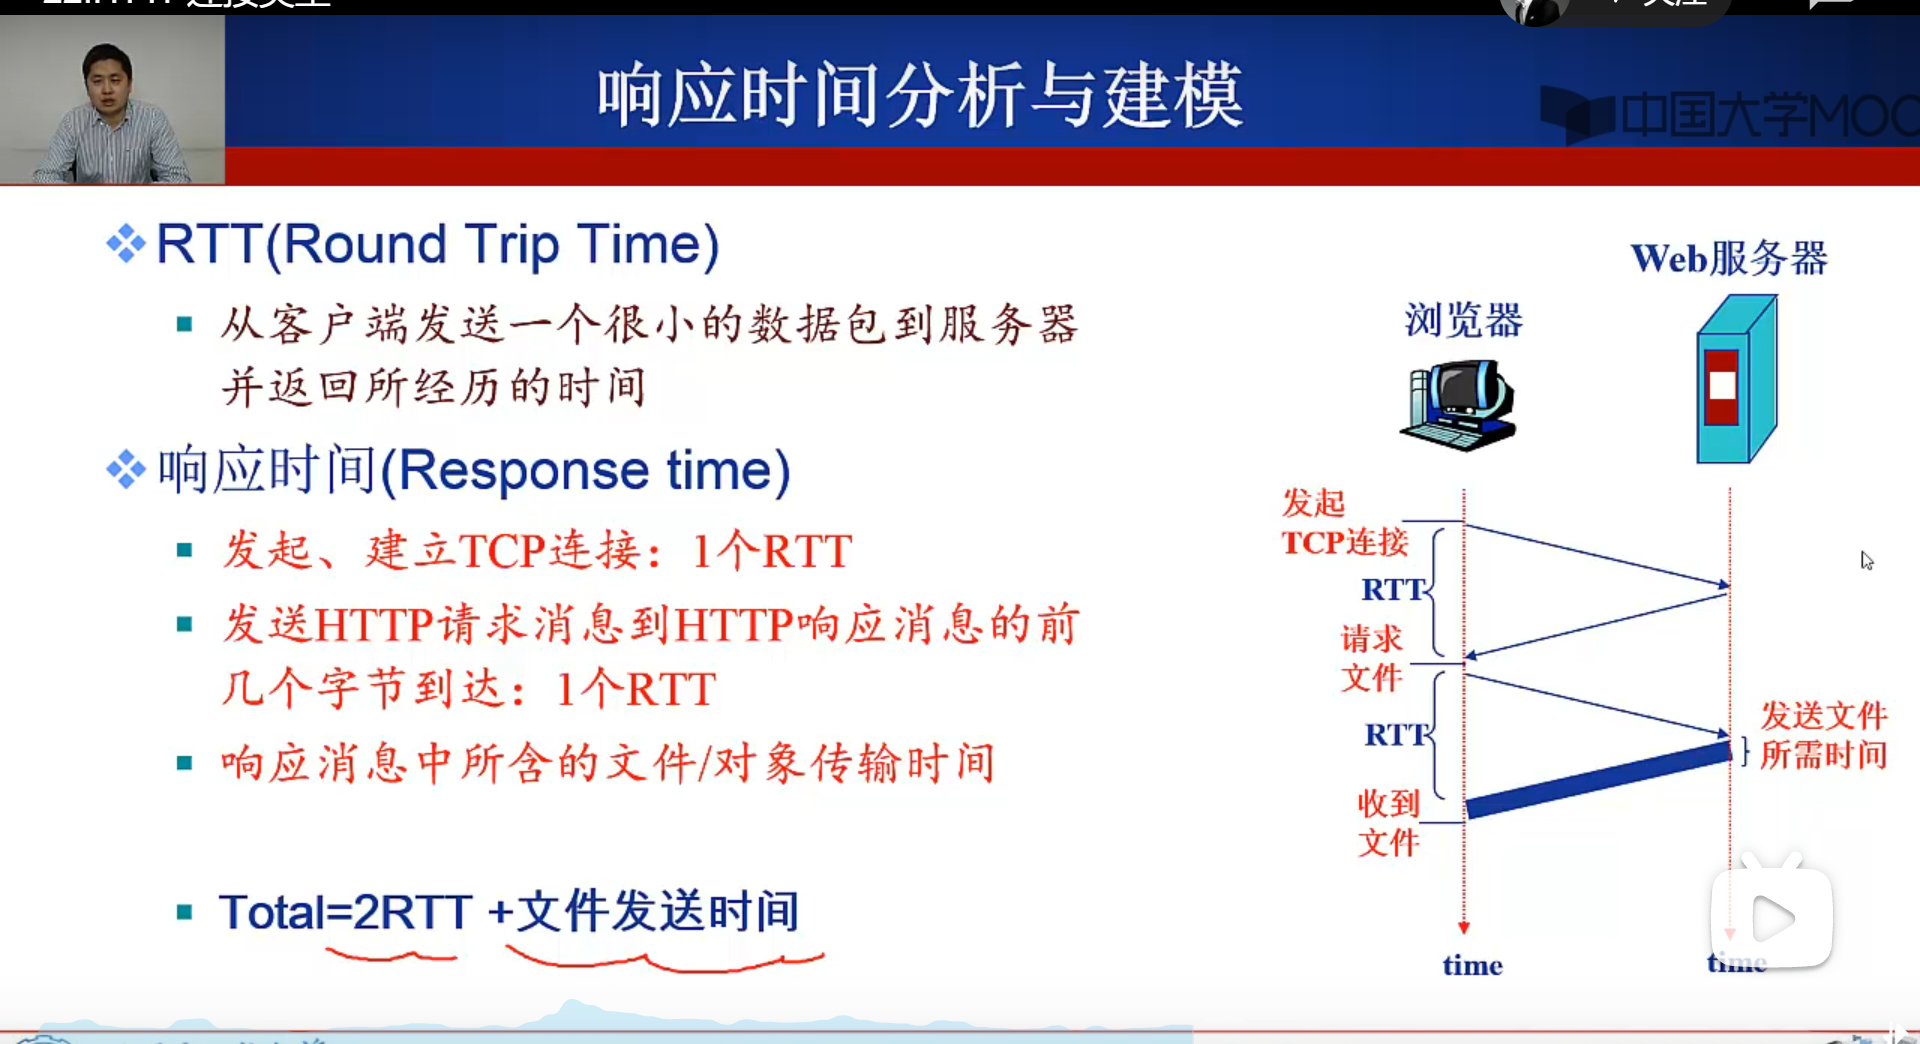 响应时间分析与建模
中国大学MOO
RTT(Round Trip Time)
从客户端发送一个很小的数据包到服务器
并返回所经历的时间
响应时间(Response time)
发起、建立TCP连接：1个RTT
发送HTTP请求消息到HTTP响应消息的前
几个字节到达：1个RTT
响应消息中所含的文件/对象传输时间
Total=2RTT +文件发送时间
Web服务器
浏览器
发起
TCP连接
RTT
请求
文件
RTT
发送文件
所需时间
收到
文件
time
time